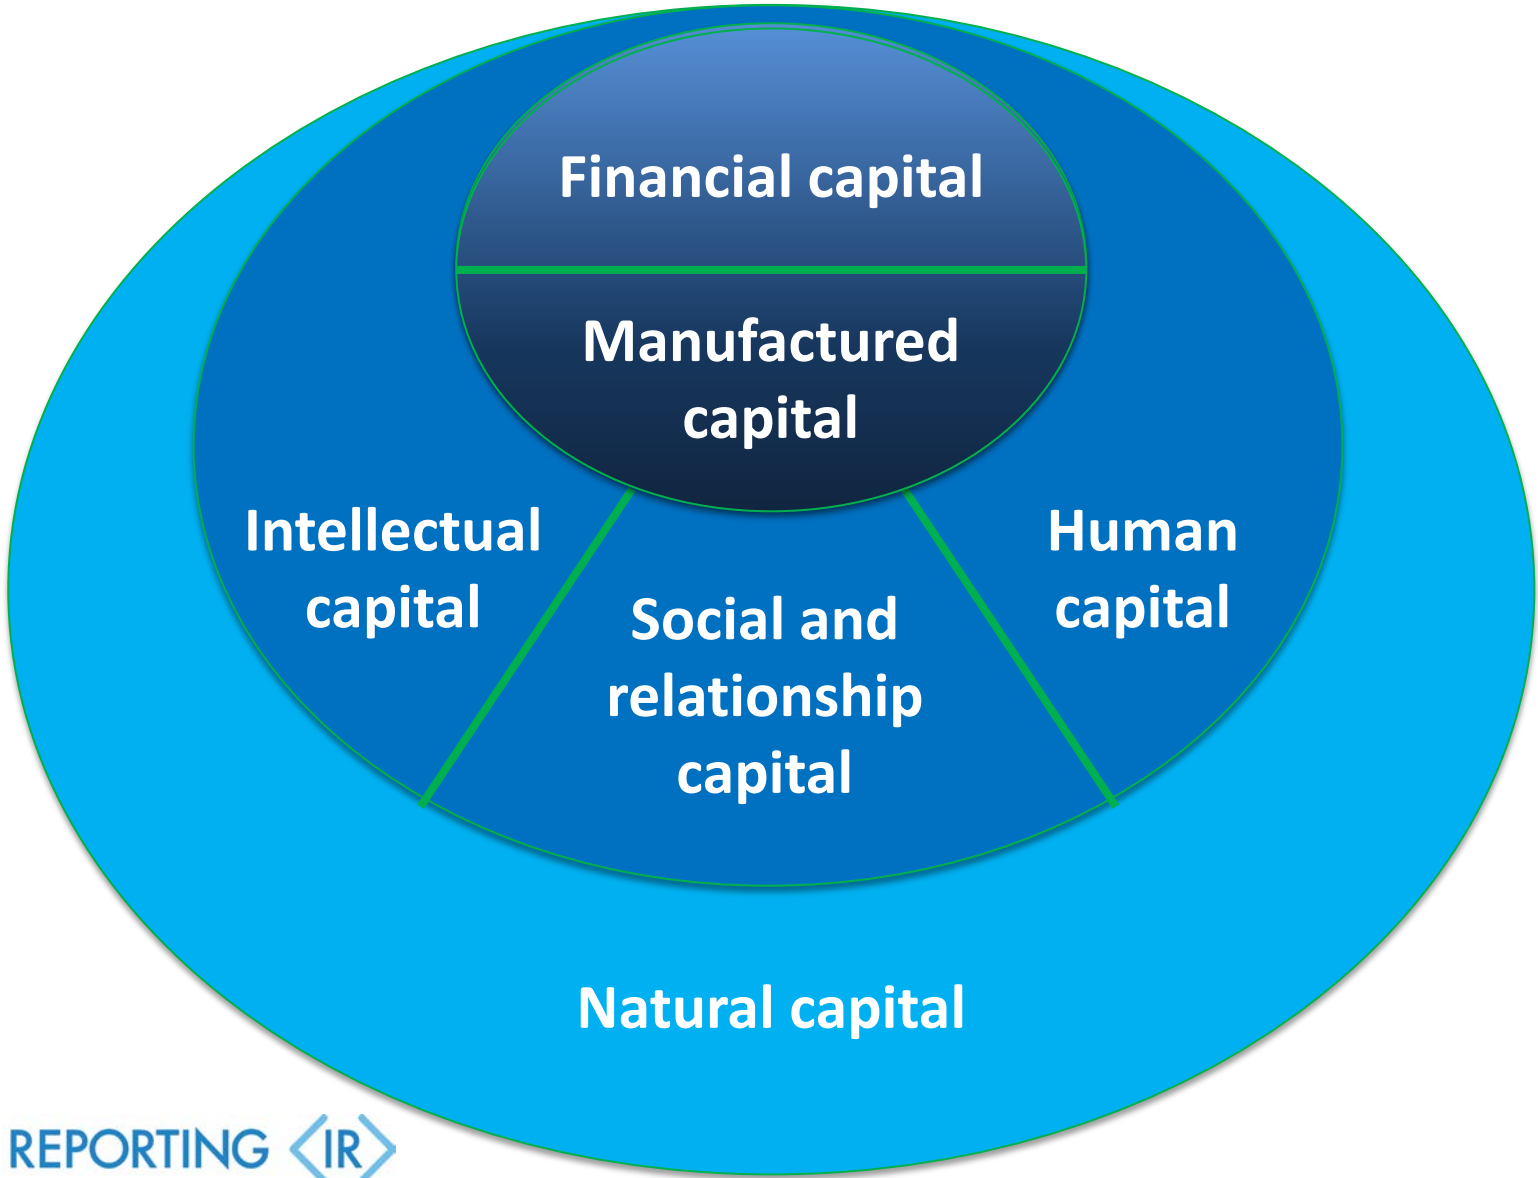 Financial capital
Manufactured
capital
Intellectual
capital
Social and
relationship
capital
Human
capital
Natural capital
REPORTING <IR>